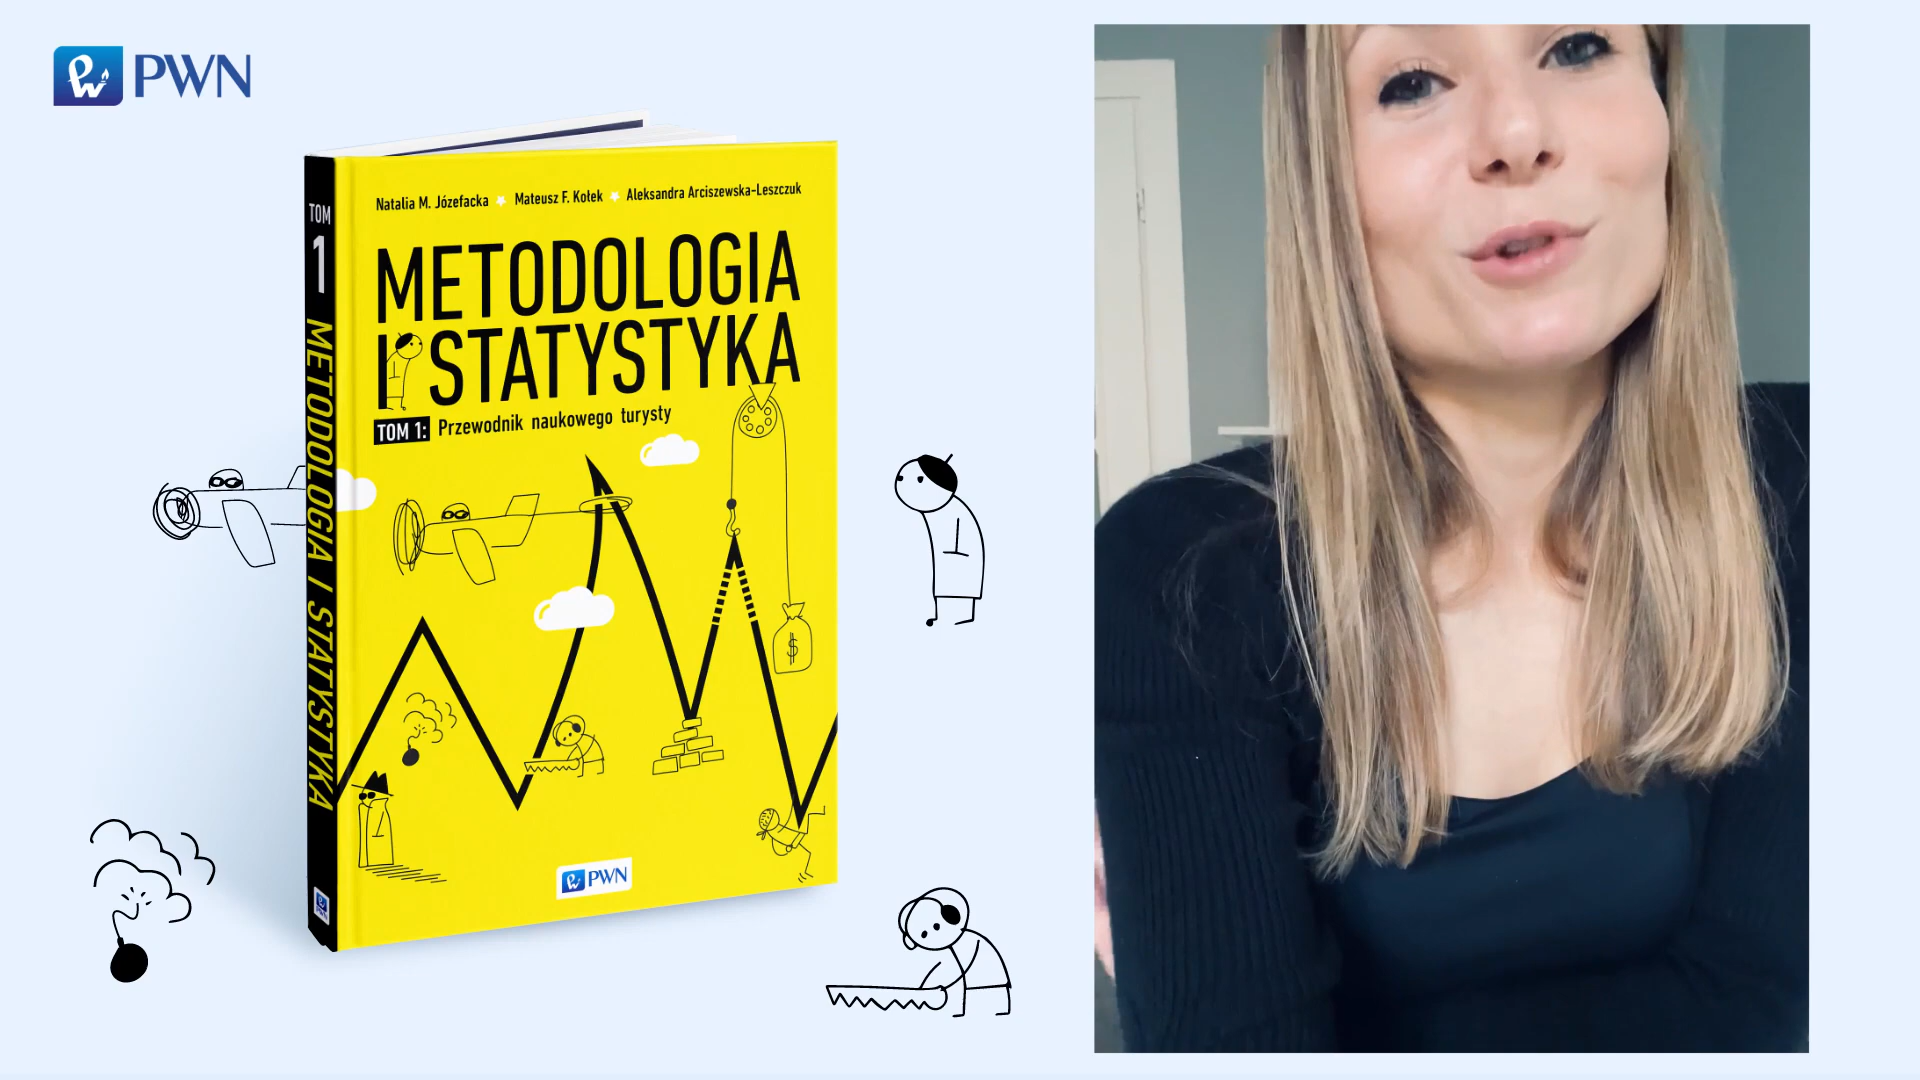 PWN
Natalia M. Józefacka ★ Mateusz F. Kołek ★ Aleksandra Arciszewska-Leszczuk
METODOLOGIA
I STATYSTYKA
TOM 1: Przewodnik naukowego turysty
$
PWN
TOM
1
METODOLOGIA I STATYSTYKA
PWN